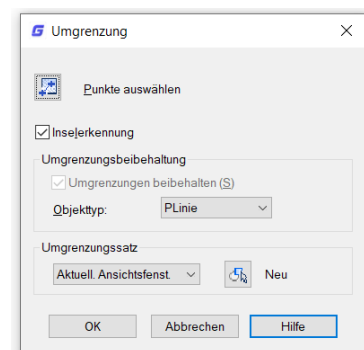 Umgrenzung
Punkte auswählen
Inselerkennung
Umgrenzungsbeibehaltung
Umgrenzungen beibehalten (S)
Objekttyp: PLinie
Umgrenzungssatz
Aktuell. Ansichtsfenst. Neu
OK Abbrechen Hilfe